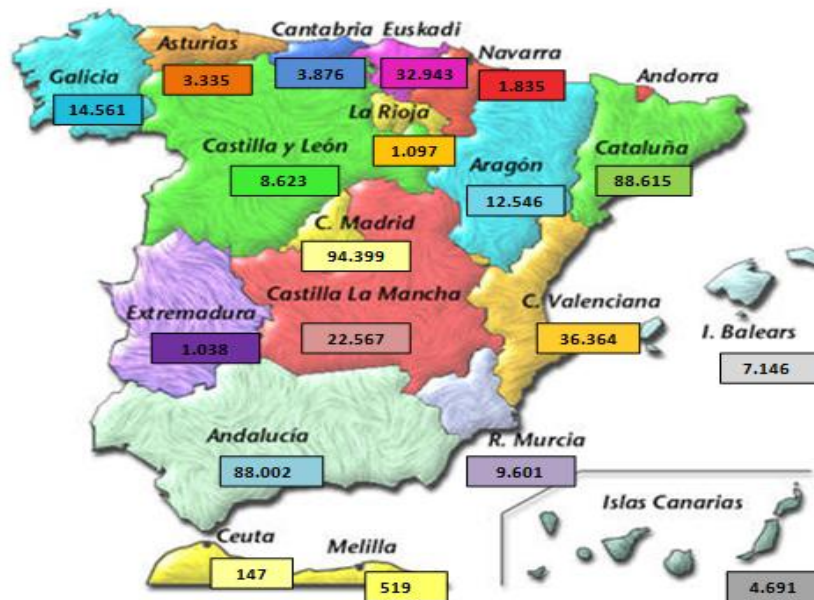 Cantabria Euskadi
Asturias
Navarra
3.335
3.876
32.943
Galicia
1.835
Andorra
14.561
La Rioja
Castilla y León
1.097
Aragón
Cataluña
8.623
12.546
88.615
C. Madrid
94.399
Castilla La Mancha
C. Valenciana
Extremadura
22.567
36.364
I. Balears
1.038
7.146
Andalucía
R. Murcia
88.002
9.601
Islas Canarias
Ceuta
Melilla
147
519
4.691